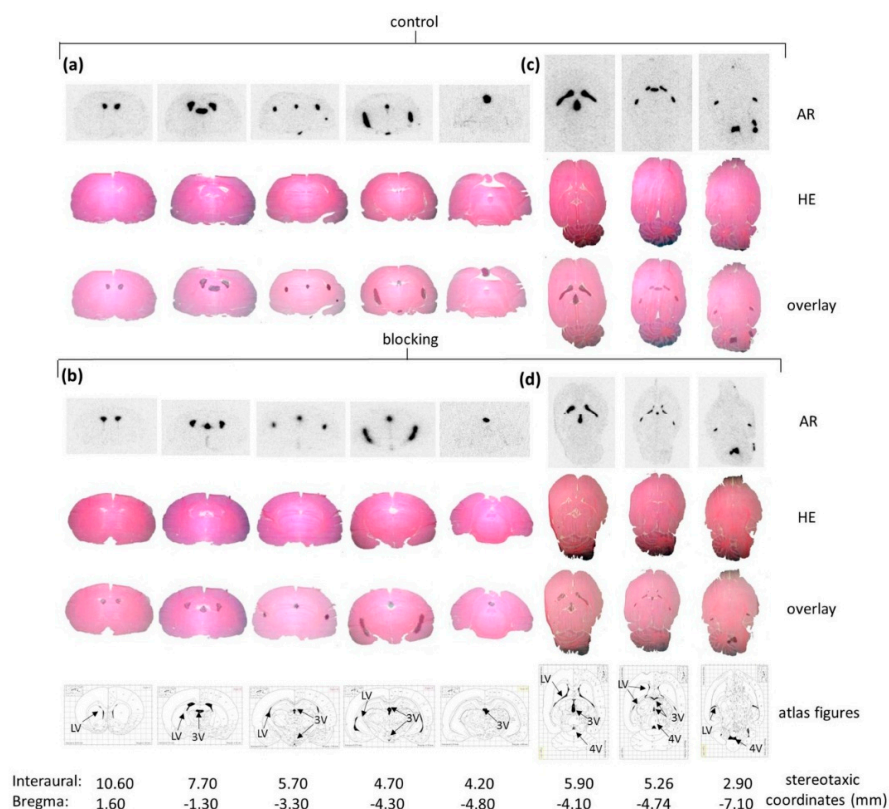 control
(a)
(c)
AR
HE
overlay
blocking
(b)
(d)
AR
HE
overlay
LV
LV
3V
LV
3V
LV
3V
LV
3V
4V
LV
3V
4V
LV
4V
atlas figures
Interaural: 10.60 7.70 5.70 4.70 4.20 5.90 5.26 2.90 stereotaxic
Bregma: 1.60 -1.30 -3.30 -4.30 -4.80 -4.10 -4.74 -7.10 coordinates (mm)